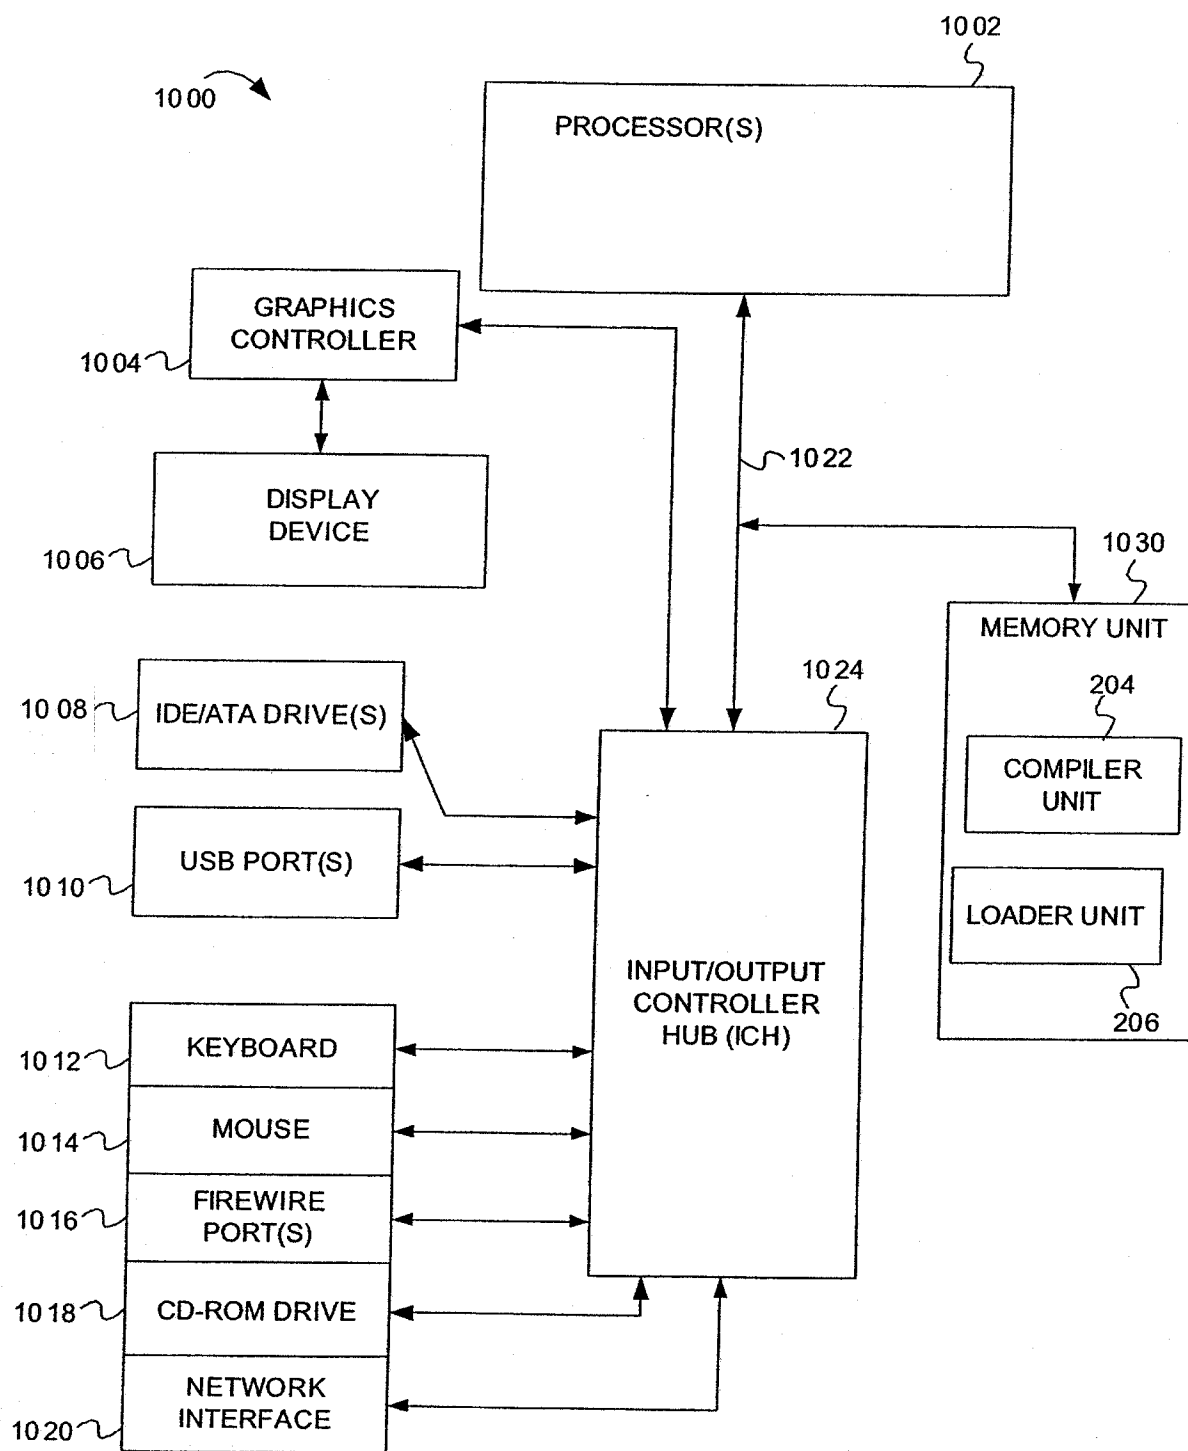 1002
1000
PROCESSOR(S)
GRAPHICS
CONTROLLER
1004
1022
DISPLAY
DEVICE
1006
1030
MEMORY UNIT
1024
204
1008
IDE/ATA DRIVE(S)
COMPILER
UNIT
USB PORT(S)
1010
LOADER UNIT
INPUT/OUTPUT
CONTROLLER
HUB (ICH)
206
KEYBOARD
1012
MOUSE
1014
FIREWIRE
PORT(S)
1016
CD-ROM DRIVE
1018
NETWORK
INTERFACE
1020